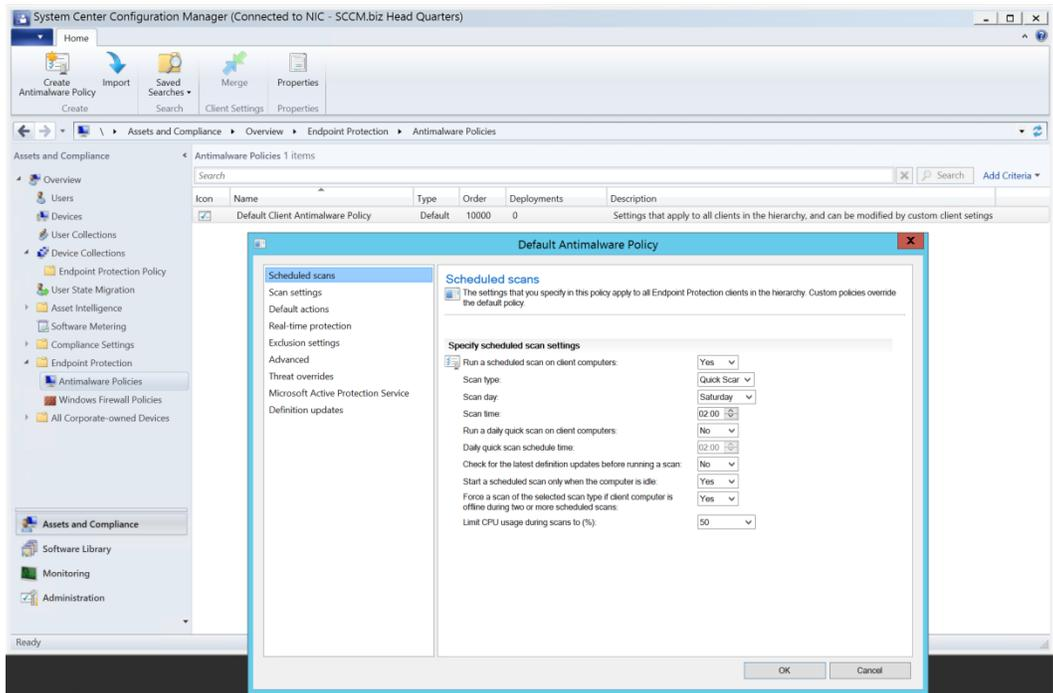 System Center Configuration Manager (Connected to NIC - SCCM.biz Head Quarters)
Home
Create Antimalware Policy
Import
Saved Searches
Merge
Properties
Create
Search
Client Settings
Properties
\ Assets and Compliance Overview Endpoint Protection Antimalware Policies
Assets and Compliance
Overview
Users
Devices
User Collections
Device Collections
Endpoint Protection Policy
User State Migration
Asset Intelligence
Software Metering
Compliance Settings
Endpoint Protection
Antimalware Policies
Windows Firewall Policies
All Corporate-owned Devices
Assets and Compliance
Software Library
Monitoring
Administration
Ready
Antimalware Policies 1 items
Search
Search
Add Criteria
Icon Name Type Order Deployments Description
Default Client Antimalware Policy Default 10000 0 Settings that apply to all clients in the hierarchy, and can be modified by custom client setings
Default Antimalware Policy
Scheduled scans
Scan settings
Default actions
Real-time protection
Exclusion settings
Advanced
Threat overrides
Microsoft Active Protection Service
Definition updates
Scheduled scans
The settings that you specify in this policy apply to all Endpoint Protection clients in the hierarchy. Custom policies override
the default policy.
Specify scheduled scan settings
Run a scheduled scan on client computers: Yes
Scan type: Quick Scar
Scan day: Saturday
Scan time: 02:00
Run a daily quick scan on client computers: No
Daily quick scan schedule time: 02:00
Check for the latest definition updates before running a scan: No
Start a scheduled scan only when the computer is idle: Yes
Force a scan of the selected scan type if client computer is
offline during two or more scheduled scans: Yes
Limit CPU usage during scans to (%): 50
OK
Cancel